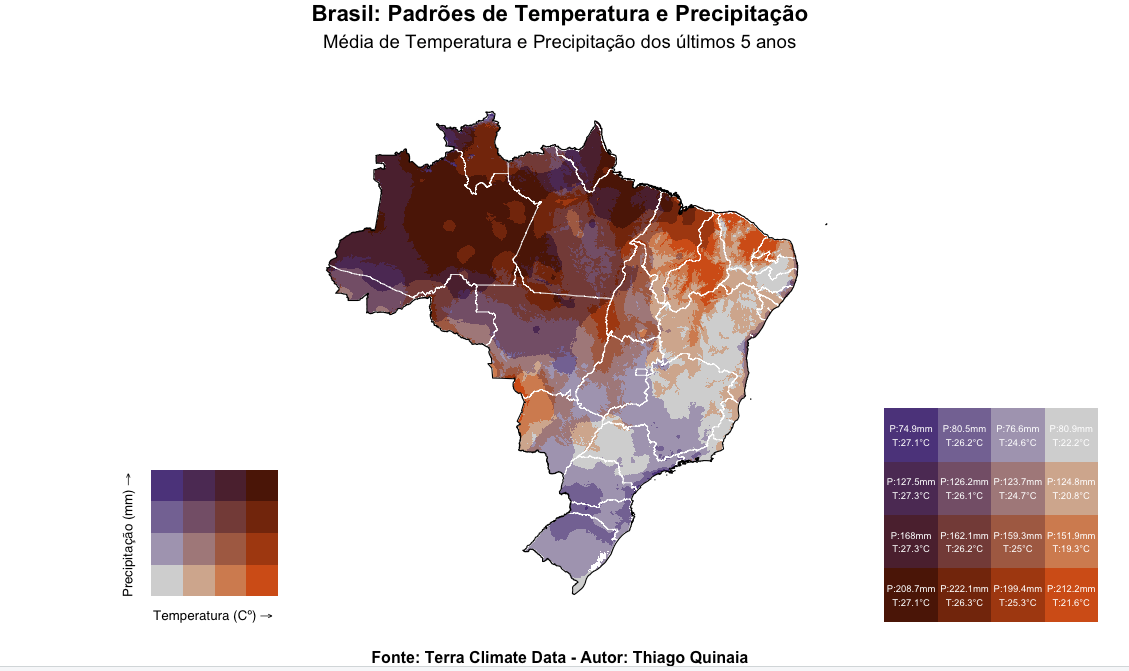 Brasil: Padrões de Temperatura e Precipitação
Média de Temperatura e Precipitação dos últimos 5 anos
Precipitação (mm) →
Temperatura (Cº) →
P:74.9mm P:80.5mm P:76.6mm P:80.9mm
T:27.1°C T:26.2°C T:24.6°C T:22.2°C
P:127.5mm P:126.2mm P:123.7mm P:124.8mm
T:27.3°C T:26.1°C T:24.7°C T:20.8°C
P:168mm P:162.1mm P:159.3mm P:151.9mm
T:27.3°C T:26.2°C T:25°C T:19.3°C
P:208.7mm P:222.1mm P:199.4mm P:212.2mm
T:27.1°C T:26.3°C T:25.3°C T:21.6°C
Fonte: Terra Climate Data - Autor: Thiago Quinaia